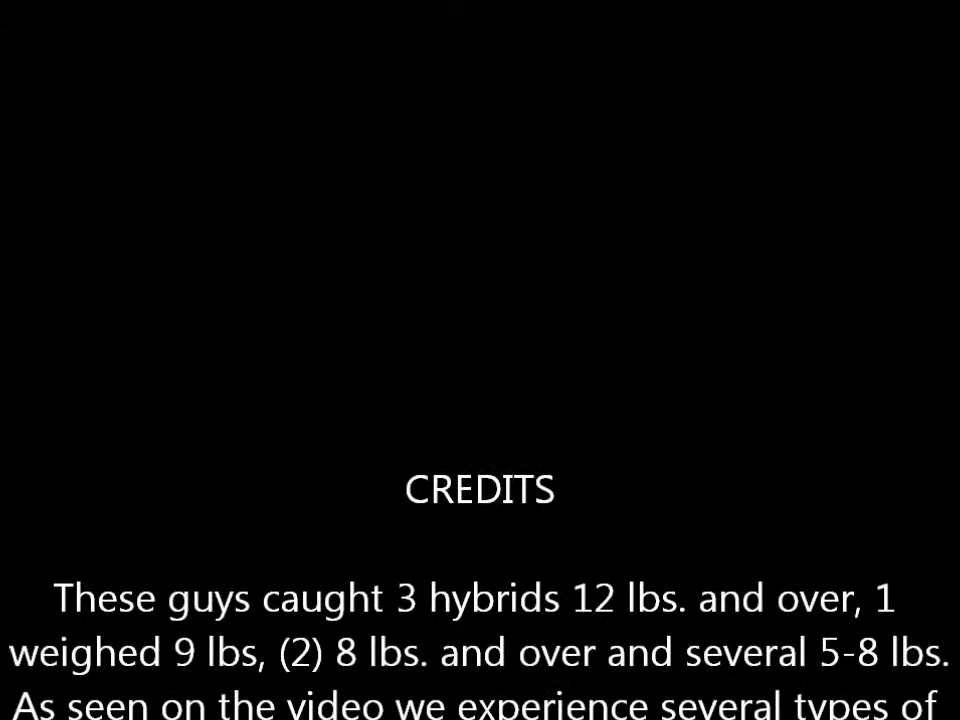 CREDITS
These guys caught 3 hybrids 12 lbs. and over, 1
weighed 9 lbs, (2) 8 lbs. and over and several 5-8 lbs.
As seen on the video we experience several types of